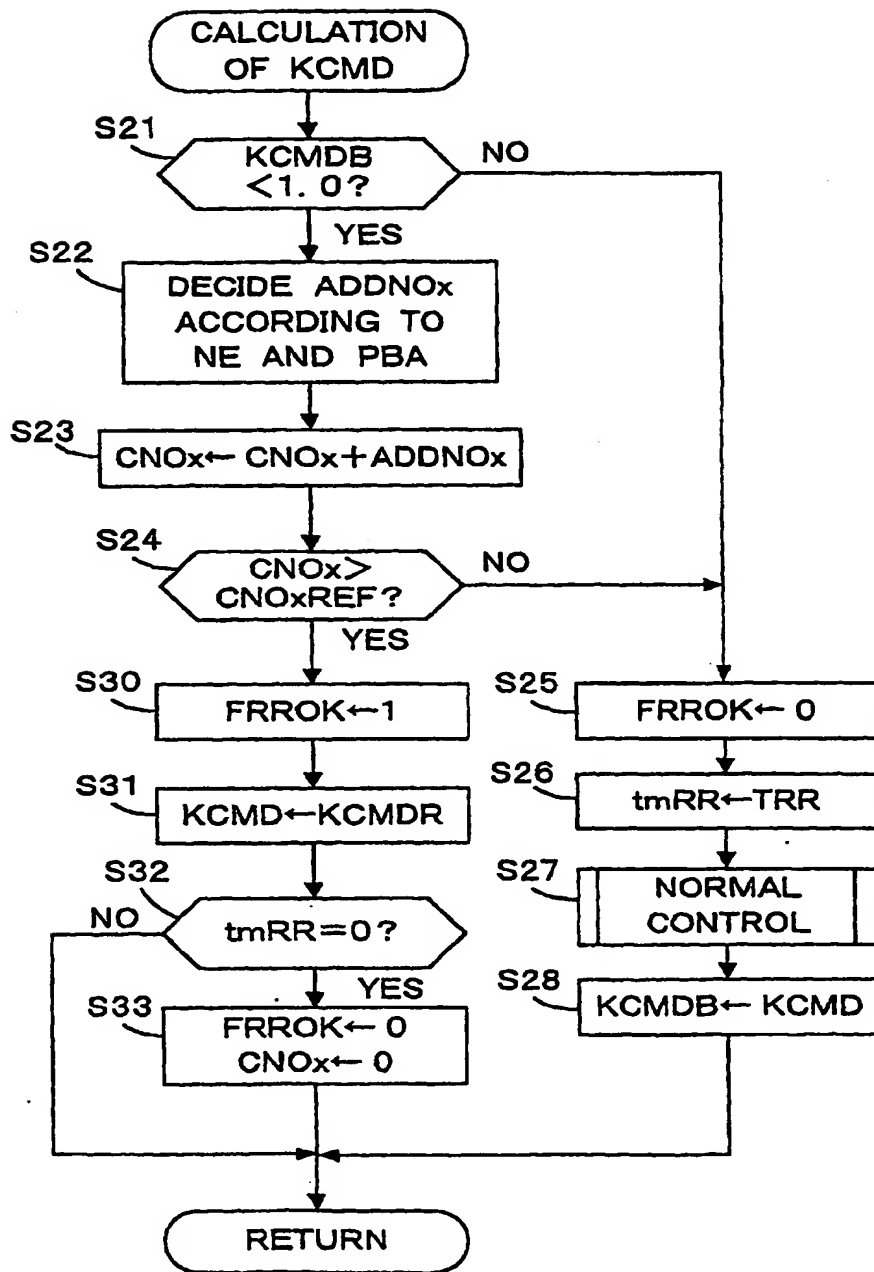 CALCULATION
OF KCMD
S21
KCMDB
<1. 0?
NO
YES
S22
DECIDE ADDNOx
ACCORDING TO
NE AND PBA
S23
CNOx← CNOx+ADDNOx
S24
CNOx>
CNOxREF?
NO
YES
S30
FRROK←1
S31
KCMD←KCMDR
S32
tmRR=0?
NO
YES
S33
FRROK← 0
CNOx← 0
S25
FRROK← 0
S26
tmRR←TRR
S27
NORMAL
CONTROL
S28
KCMDB← KCMD
RETURN